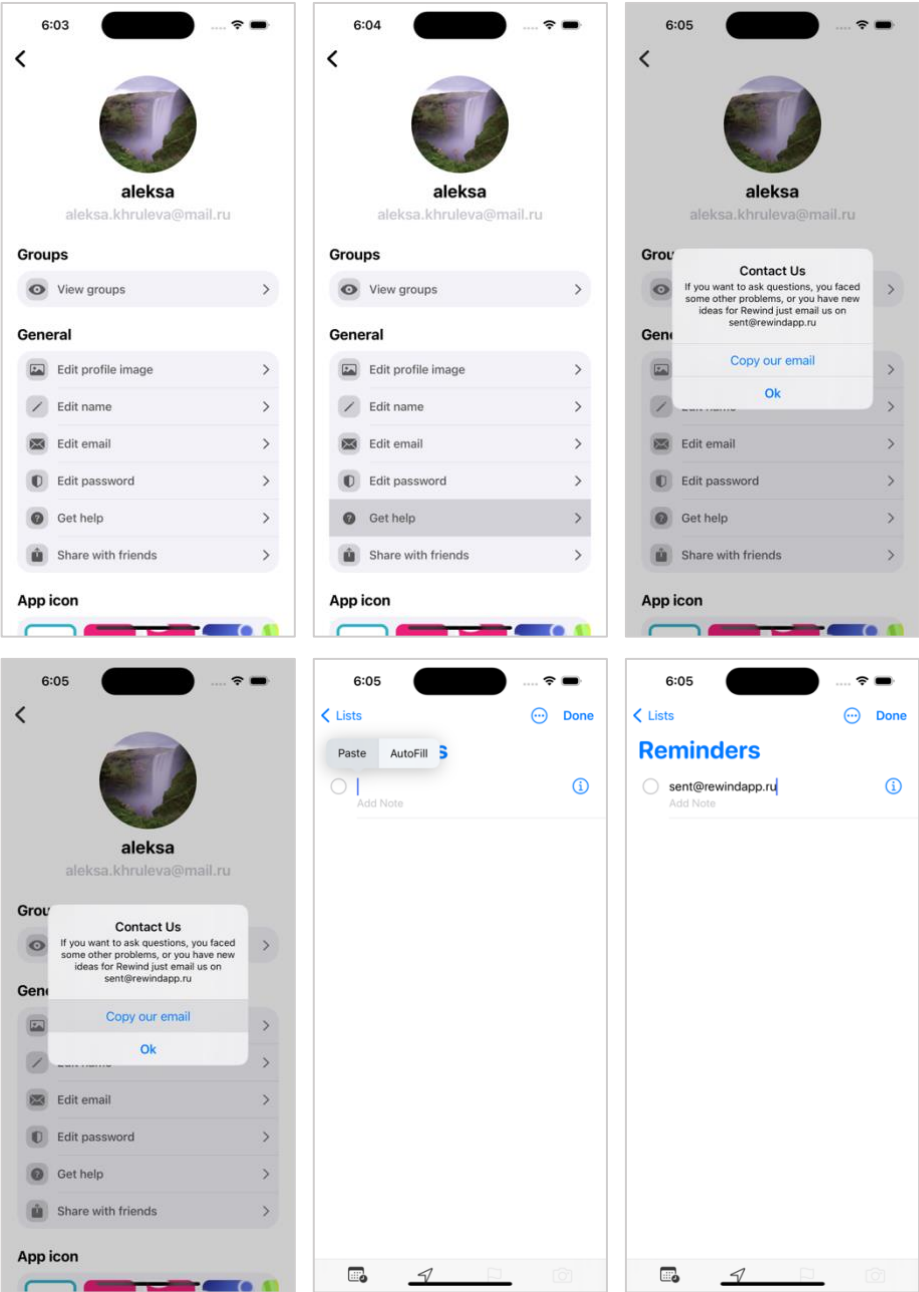 6:03
aleksa
aleksa.khruleva@mail.ru
Groups
View groups
General
Edit profile image
Edit name
Edit email
Edit password
Get help
Share with friends
App icon
6:04
aleksa
aleksa.khruleva@mail.ru
Groups
View groups
General
Edit profile image
Edit name
Edit email
Edit password
Get help
Share with friends
App icon
6:05
aleksa
aleksa.khruleva@mail.ru
Grou
Contact Us
If you want to ask questions, you faced
some other problems, or you have new
ideas for Rewind just email us on
sent@rewindapp.ru
Gene
Copy our email
Ok
Edit name
Edit email
Edit password
Get help
Share with friends
App icon
6:05
aleksa
aleksa.khruleva@mail.ru
Grou
Contact Us
If you want to ask questions, you faced
some other problems, or you have new
ideas for Rewind just email us on
sent@rewindapp.ru
Gene
Copy our email
Ok
Edit name
Edit email
Edit password
Get help
Share with friends
App icon
6:05
Lists
Done
Paste AutoFill s
Add Note
6:05
Lists
Done
Reminders
sent@rewindapp.ru
Add Note